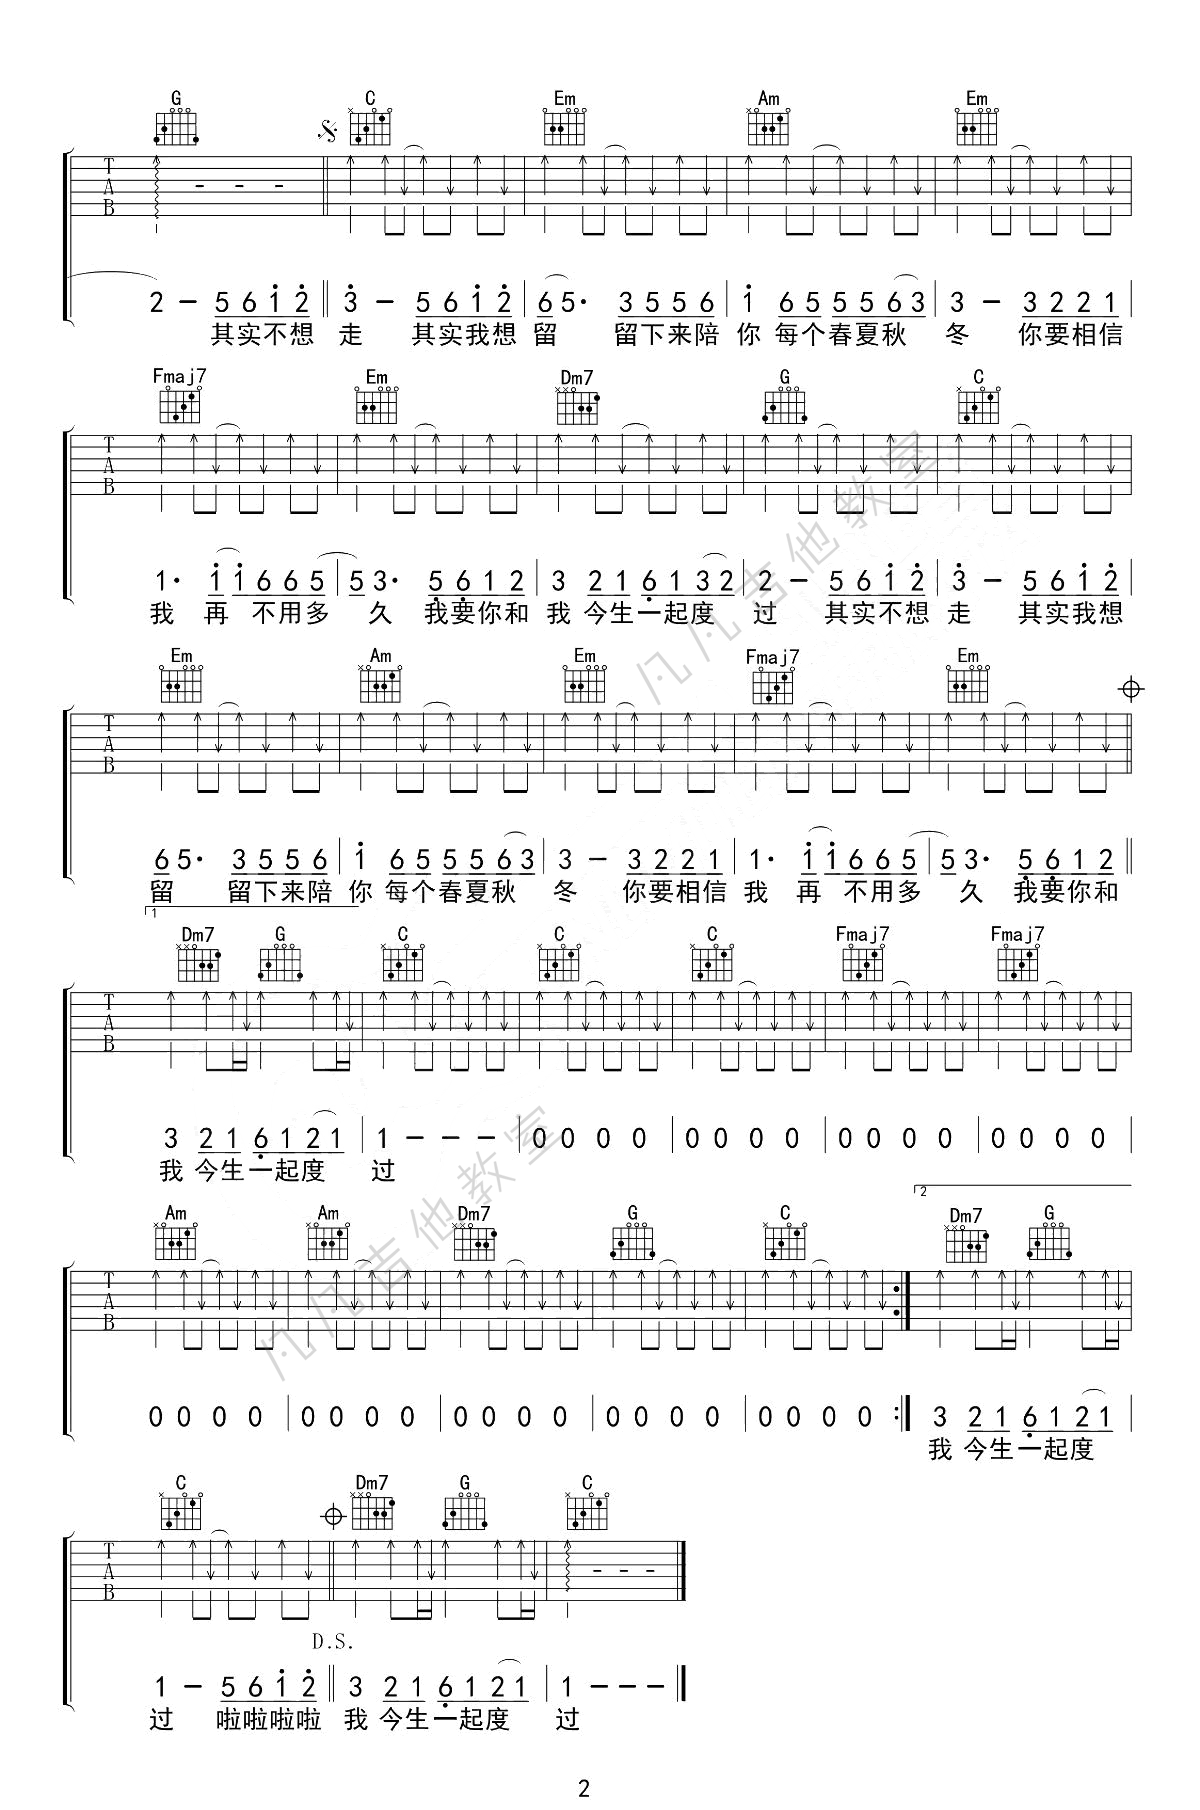 G C Em Am Em
T A B
2 - 5 6 1 2 3 - 5 6 1 2 6 5· 3 5 5 6 1 6 5 5 5 6 3 3 - 3 2 2 1
其实不想 走 其实我想 留 留下来陪 你 每个春夏秋 冬 你要相信
Fmaj7 Em Dm7 G C
T A B
1· 1 1 6 6 5 5 3· 5 6 1 2 3 2 1 6 1 3 2 2 - 5 6 1 2 3 - 5 6 1 2
我 再 不用多 久 我要你和 我 今生一起度 过 其实不想 走 其实我想
Em Am Em Fmaj7 Em
T A B
6 5· 3 5 5 6 1 6 5 5 5 6 3 3 - 3 2 2 1 1· 1 1 6 6 5 5 3· 5 6 1 2
留 留下来陪 你 每个春夏秋 冬 你要相信 我 再 不用多 久 我要你和
1
Dm7 G C C C Fmaj7 Fmaj7
T A B
3 2 1 6 1 2 1 1 - - - 0 0 0 0 0 0 0 0 0 0 0 0 0 0 0 0
我 今生一起度 过
2
Am Am Dm7 G C Dm7 G
T A B
0 0 0 0 0 0 0 0 0 0 0 0 0 0 0 0 0 0 0 0 3 2 1 6 1 2 1
我 今生一起度
C Dm7 G C
T A B
D.S.
1 - 5 6 1 2 3 2 1 6 1 2 1 1 - - -
过 啦啦啦啦 我 今生一起度 过
凡凡吉他教室
凡凡吉他教室
2